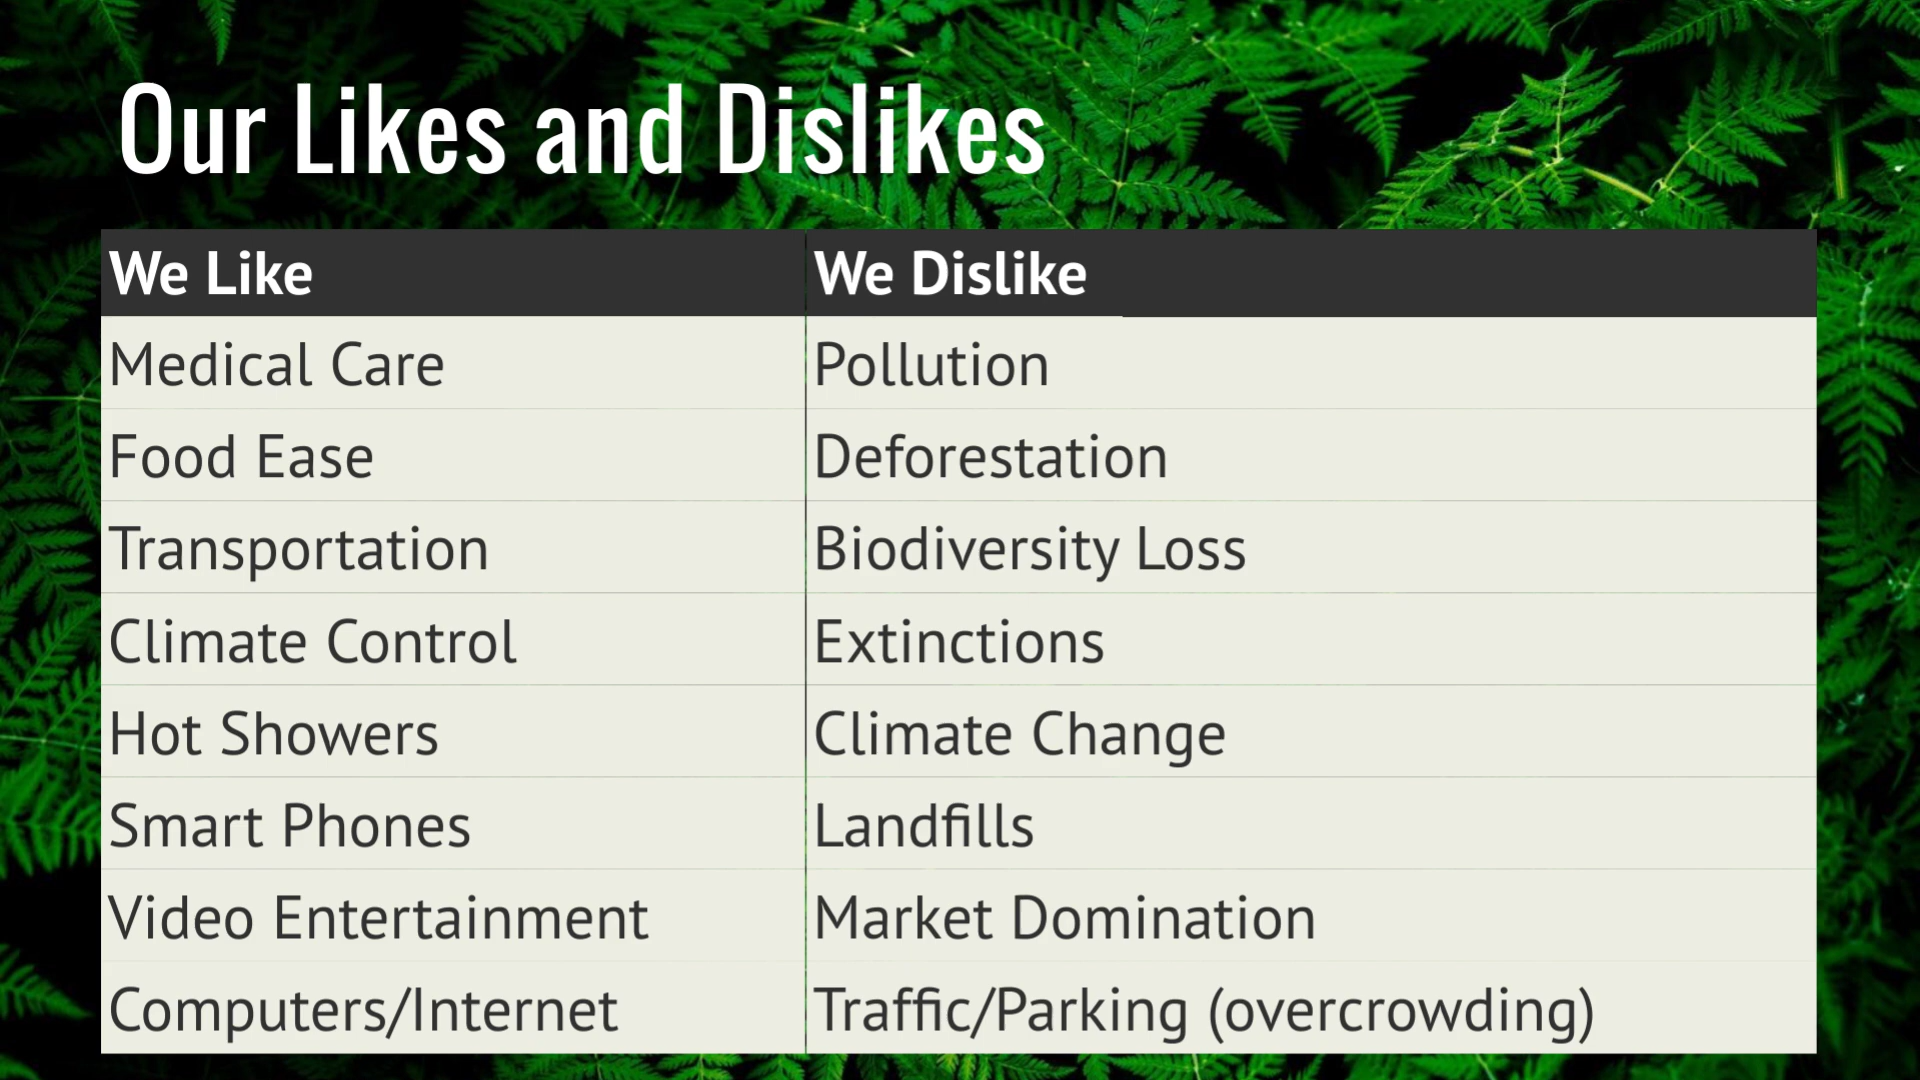 Our Likes and Dislikes
We Like We Dislike
Medical Care Pollution
Food Ease Deforestation
Transportation Biodiversity Loss
Climate Control Extinctions
Hot Showers Climate Change
Smart Phones Landfills
Video Entertainment Market Domination
Computers/Internet Traffic/Parking (overcrowding)